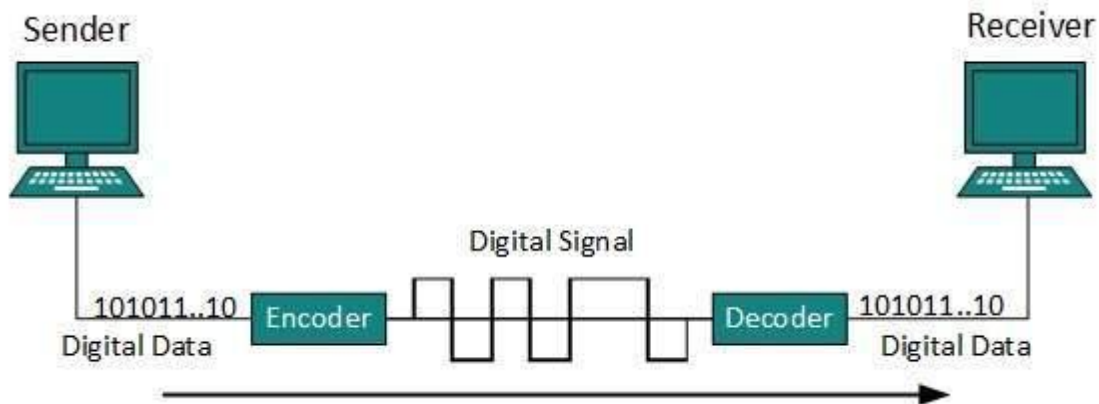 Sender
Receiver
Digital Signal
101011..10
Encoder
Decoder
101011..10
Digital Data
Digital Data